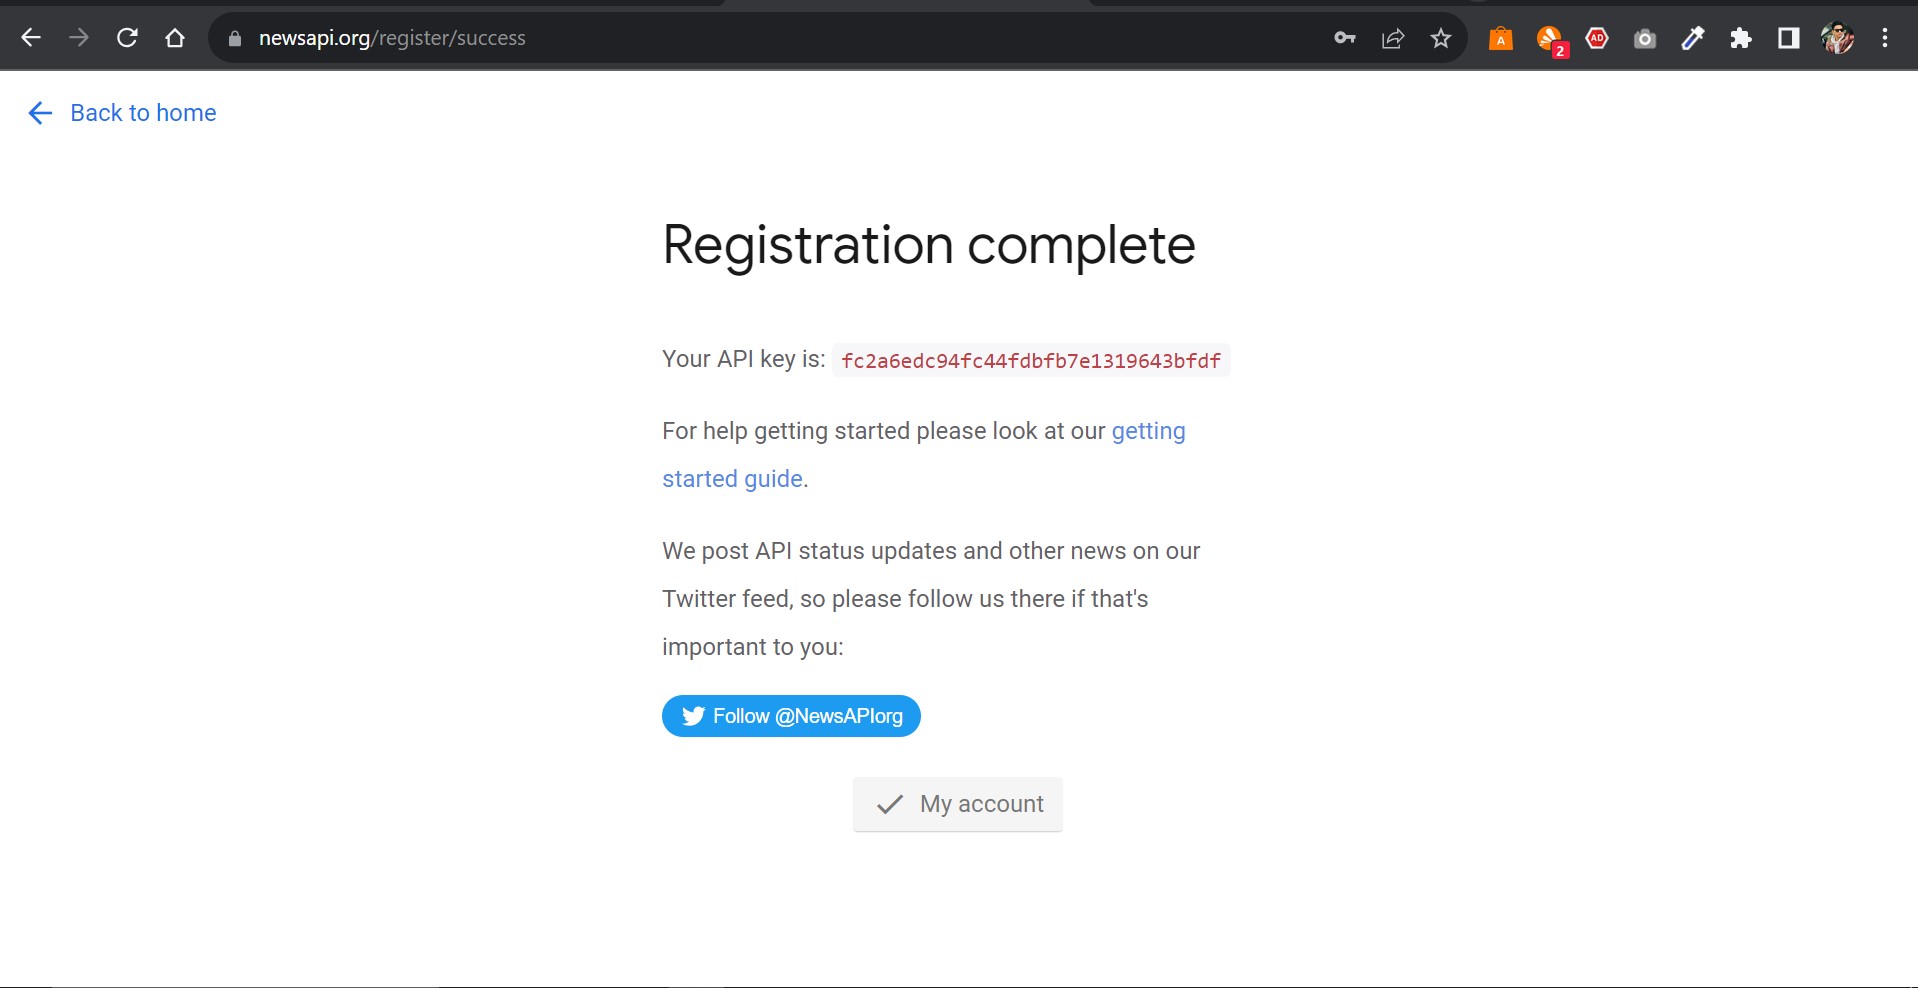 newsapi.org/register/success
A
2
AD
Back to home
Registration complete
Your API key is: fc2a6edc94fc44fdbfb7e1319643bfdf
For help getting started please look at our getting
started guide.
We post API status updates and other news on our
Twitter feed, so please follow us there if that's
important to you:
Follow @NewsAPIorg
My account